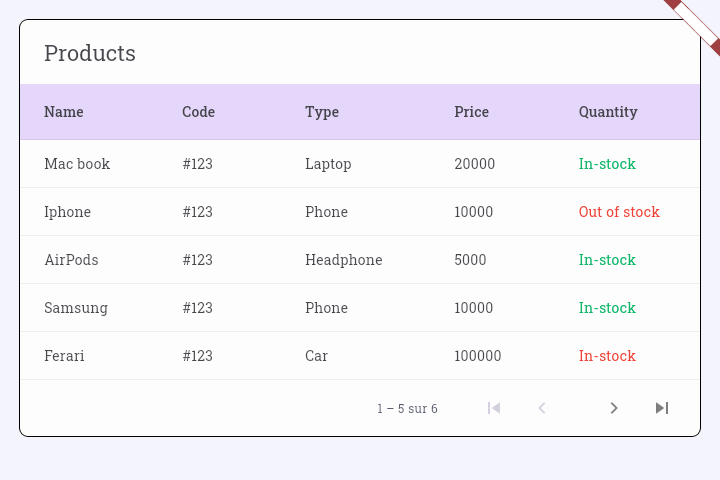 Products
Name Code Type Price Quantity
Mac book #123 Laptop 20000 In-stock
Iphone #123 Phone 10000 Out of stock
AirPods #123 Headphone 5000 In-stock
Samsung #123 Phone 10000 In-stock
Ferari #123 Car 100000 In-stock
1 – 5 sur 6